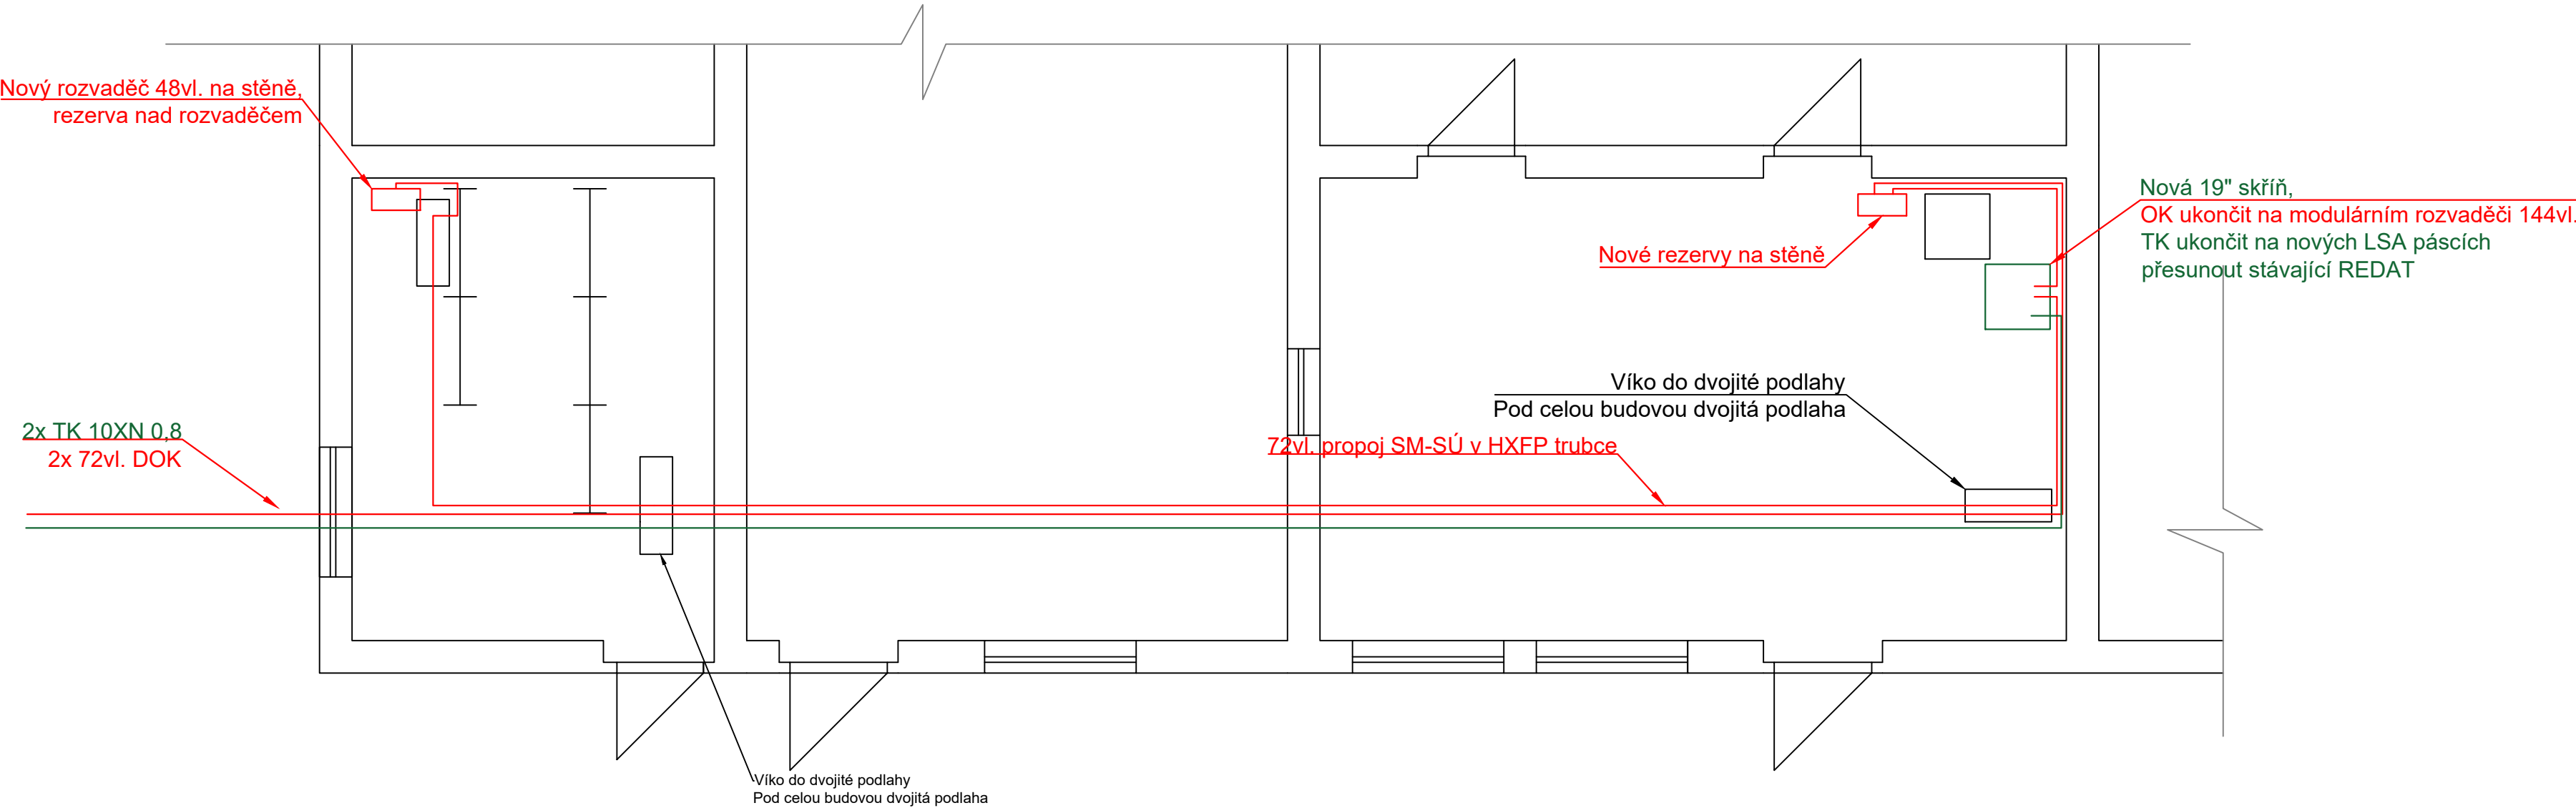 Nový rozvaděč 48vl. na stěně,
rezerva nad rozvaděčem
Nová 19" skříň,
OK ukončit na modulárním rozvaděči 144vl.
TK ukončit na nových LSA páscích
přesunout stávající REDAT
Nové rezervy na stěně
Víko do dvojité podlahy
Pod celou budovou dvojitá podlaha
2x TK 10XN 0,8
2x 72vl. DOK
72vl. propoj SM-SÚ v HXFP trubce
Víko do dvojité podlahy
Pod celou budovou dvojitá podlaha